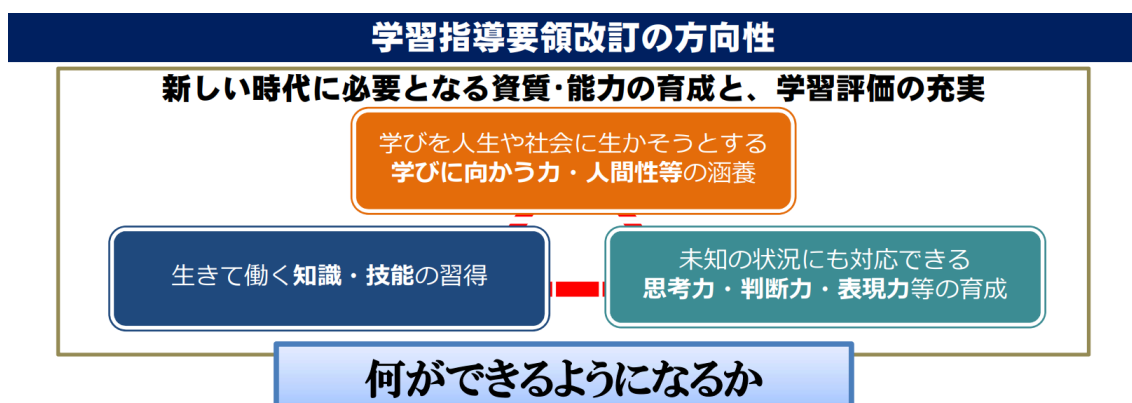 学習指導要領改訂の方向性
新しい時代に必要となる資質･能力の育成と、学習評価の充実
学びを人生や社会に生かそうとする
学びに向かう力・人間性等の涵養
生きて働く知識・技能の習得
未知の状況にも対応できる
思考力・判断力・表現力等の育成
何ができるようになるか